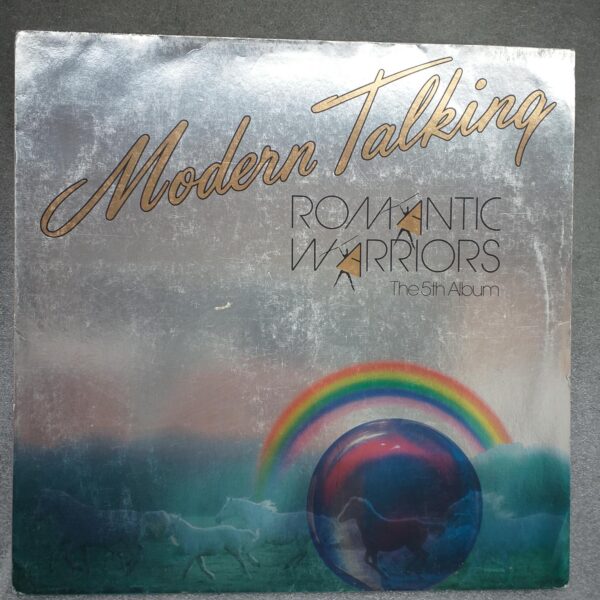 Modern Talking
ROMANTIC
WARRIORS
The 5th Album